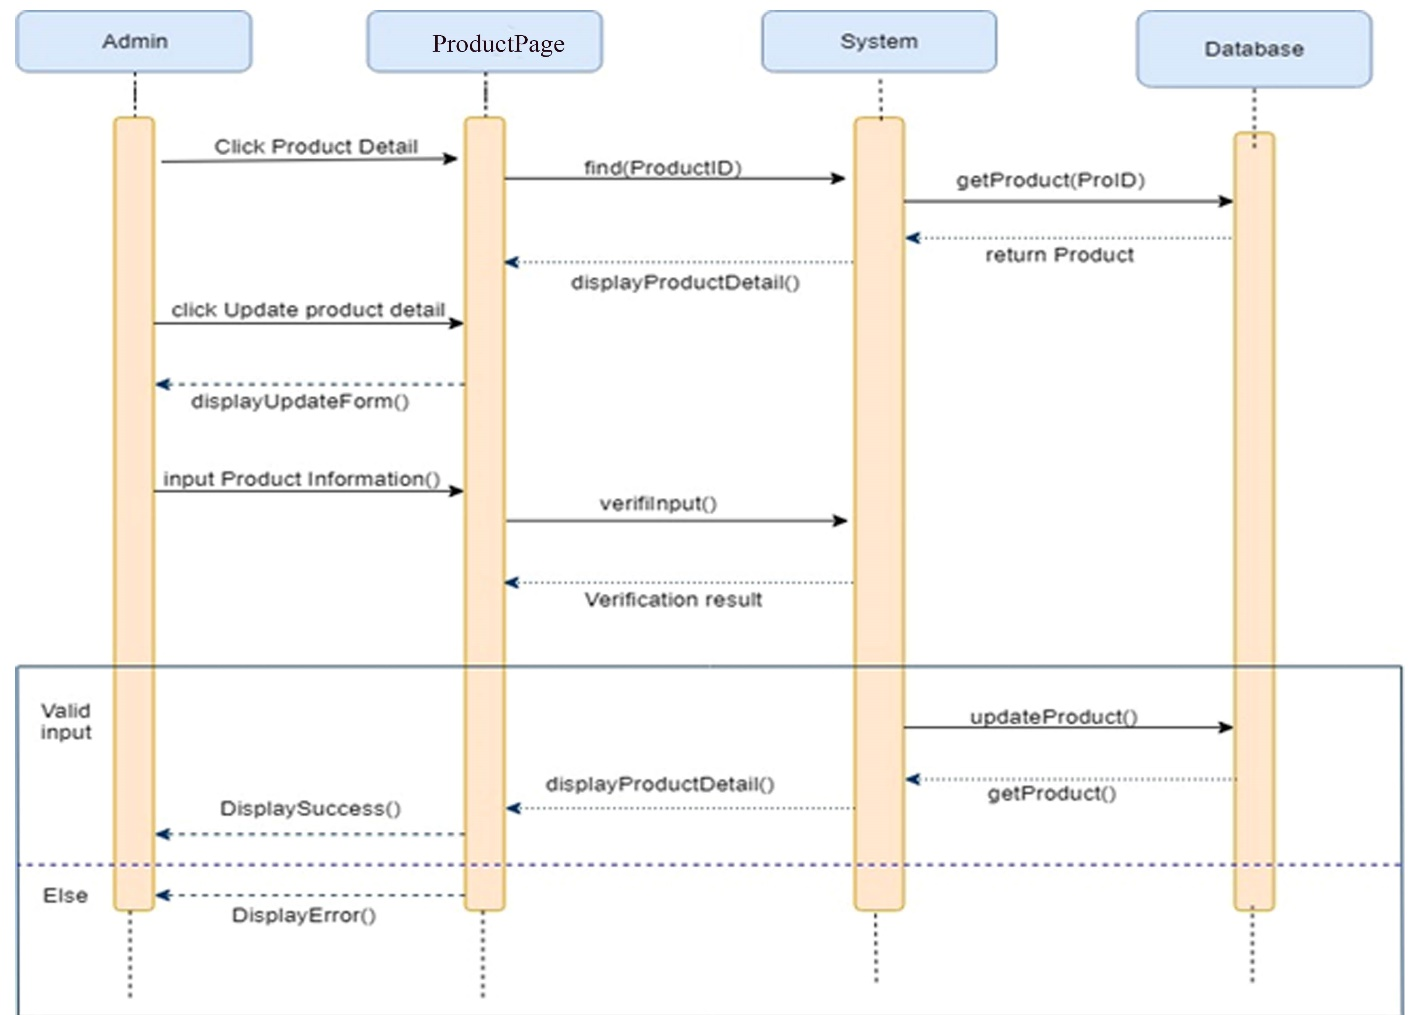 Admin
ProductPage
System
Database
Click Product Detail
find(ProductID)
getProduct(ProID)
return Product
displayProductDetail()
click Update product detail
displayUpdateForm()
input Product Information()
verifiInput()
Verification result
Valid
input
updateProduct()
displayProductDetail()
getProduct()
DisplaySuccess()
Else
DisplayError()